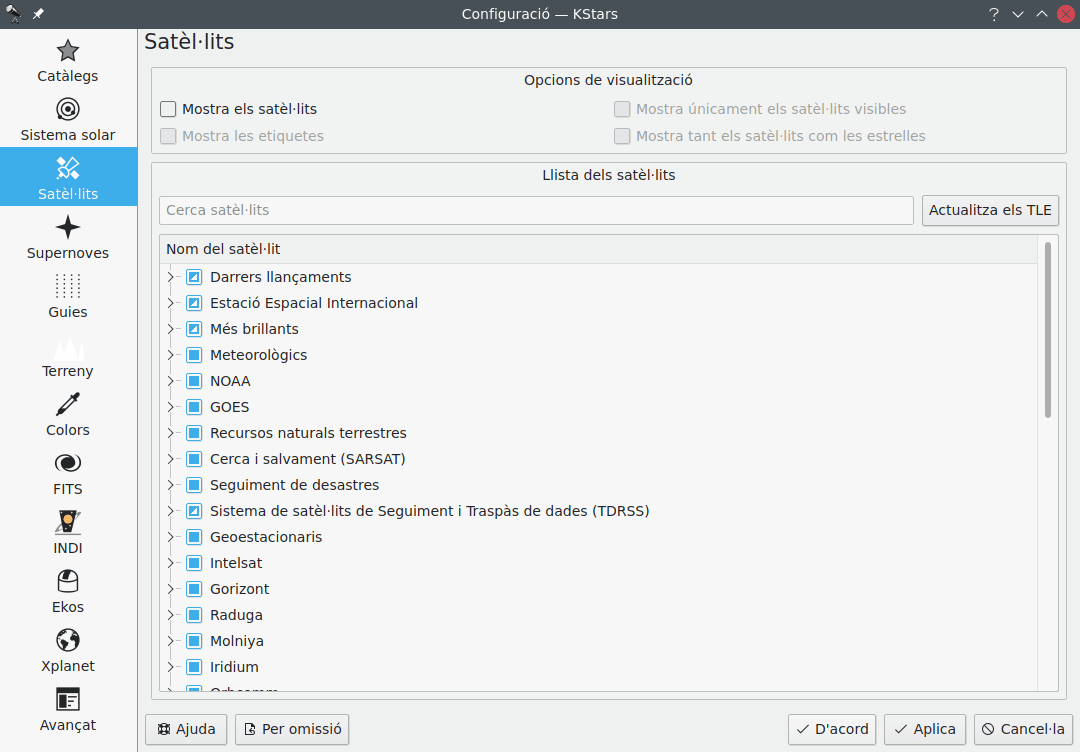 Configuració — KStars
Satèl·lits
Catàlegs
Sistema solar
Satèl·lits
Supernoves
Guies
Terreny
Colors
FITS
INDI
Ekos
Xplanet
Avançat
Opcions de visualització
Mostra els satèl·lits
Mostra únicament els satèl·lits visibles
Mostra les etiquetes
Mostra tant els satèl·lits com les estrelles
Llista dels satèl·lits
Cerca satèl·lits
Actualitza els TLE
Nom del satèl·lit
Darrers llançaments
Estació Espacial Internacional
Més brillants
Meteorològics
NOAA
GOES
Recursos naturals terrestres
Cerca i salvament (SARSAT)
Seguiment de desastres
Sistema de satèl·lits de Seguiment i Traspàs de dades (TDRSS)
Geoestacionaris
Intelsat
Gorizont
Raduga
Molniya
Iridium
Ajuda
Per omissió
D'acord
Aplica
Cancel·la